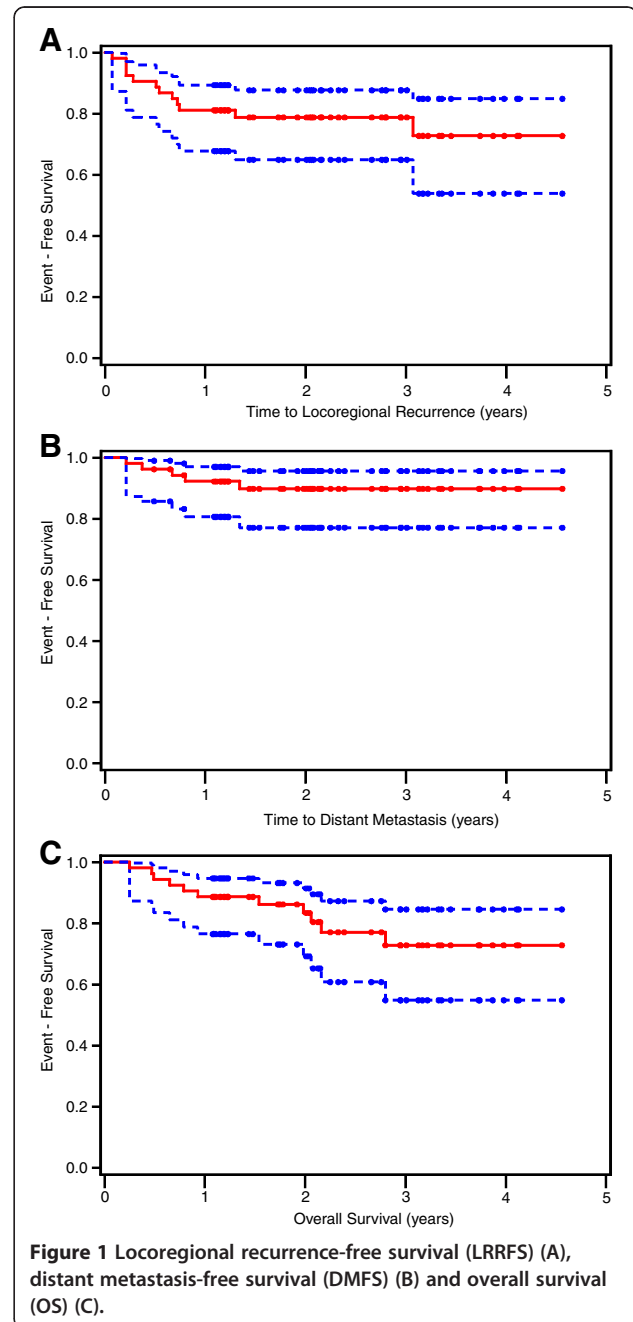 A
1.0
0.8
0.6
0.4
0.2
0.0
Event - Free Survival
0 1 2 3 4 5
Time to Locoregional Recurrence (years)
B
1.0
0.8
0.6
0.4
0.2
0.0
Event - Free Survival
0 1 2 3 4 5
Time to Distant Metastasis (years)
C
1.0
0.8
0.6
0.4
0.2
0.0
Event - Free Survival
0 1 2 3 4 5
Overall Survival (years)
Figure 1 Locoregional recurrence-free survival (LRRFS) (A),
distant metastasis-free survival (DMFS) (B) and overall survival
(OS) (C).